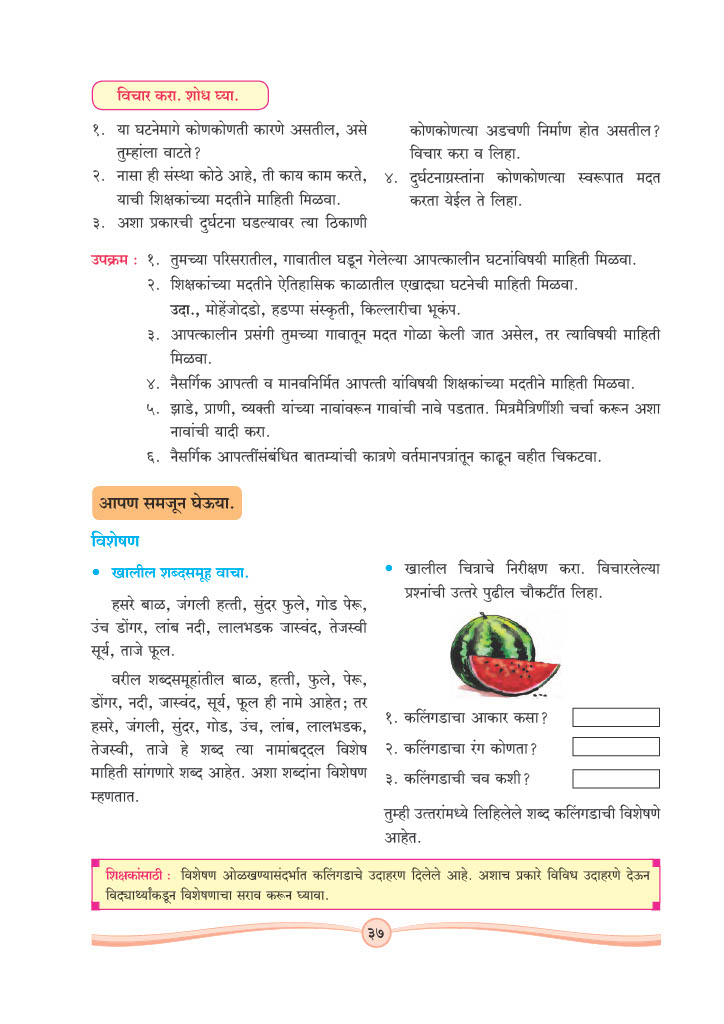 विचार करा. शोध घ्या.
१. या घटनेमागे कोणकोणती कारणे असतील, असे
तुम्हांला वाटते?
२. नासा ही संस्था कोठे आहे, ती काय काम करते,
याची शिक्षकांच्या मदतीने माहिती मिळवा.
३. अशा प्रकारची दुर्घटना घडल्यावर त्या ठिकाणी
कोणकोणत्या अडचणी निर्माण होत असतील?
विचार करा व लिहा.
४. दुर्घटनाग्रस्तांना कोणकोणत्या स्वरूपात मदत
करता येईल ते लिहा.
उपक्रम : १. तुमच्या परिसरातील, गावातील घडून गेलेल्या आपत्कालीन घटनांविषयी माहिती मिळवा.
२. शिक्षकांच्या मदतीने ऐतिहासिक काळातील एखाद्या घटनेची माहिती मिळवा.
उदा., मोहेंजोदडो, हडप्पा संस्कृती, किल्लारीचा भूकंप.
३. आपत्कालीन प्रसंगी तुमच्या गावातून मदत गोळा केली जात असेल, तर त्याविषयी माहिती
मिळवा.
४. नैसर्गिक आपत्ती व मानवनिर्मित आपत्ती यांविषयी शिक्षकांच्या मदतीने माहिती मिळवा.
५. झाडे, प्राणी, व्यक्ती यांच्या नावांवरून गावांची नावे पडतात. मित्रमैत्रिणींशी चर्चा करून अशा
नावांची यादी करा.
६. नैसर्गिक आपत्तींसंबंधित बातम्यांची कात्रणे वर्तमानपत्रांतून काढून वहीत चिकटवा.
आपण समजून घेऊया.
विशेषण
• खालील शब्दसमूह वाचा.
हसरे बाळ, जंगली हत्ती, सुंदर फुले, गोड पेरू,
उंच डोंगर, लांब नदी, लालभडक जास्वंद, तेजस्वी
सूर्य, ताजे फूल.
वरील शब्दसमूहांतील बाळ, हत्ती, फुले, पेरू,
डोंगर, नदी, जास्वंद, सूर्य, फूल ही नामे आहेत; तर
हसरे, जंगली, सुंदर, गोड, उंच, लांब, लालभडक,
तेजस्वी, ताजे हे शब्द त्या नामांबद्दल विशेष
माहिती सांगणारे शब्द आहेत. अशा शब्दांना विशेषण
म्हणतात.
• खालील चित्राचे निरीक्षण करा. विचारलेल्या
प्रश्नांची उत्तरे पुढील चौकटींत लिहा.
१. कलिंगडाचा आकार कसा?
२. कलिंगडाचा रंग कोणता?
३. कलिंगडाची चव कशी?
तुम्ही उत्तरांमध्ये लिहिलेले शब्द कलिंगडाची विशेषणे
आहेत.
शिक्षकांसाठी : विशेषण ओळखण्यासंदर्भात कलिंगडाचे उदाहरण दिलेले आहे. अशाच प्रकारे विविध उदाहरणे देऊन
विद्यार्थ्यांकडून विशेषणाचा सराव करून घ्यावा.
३७